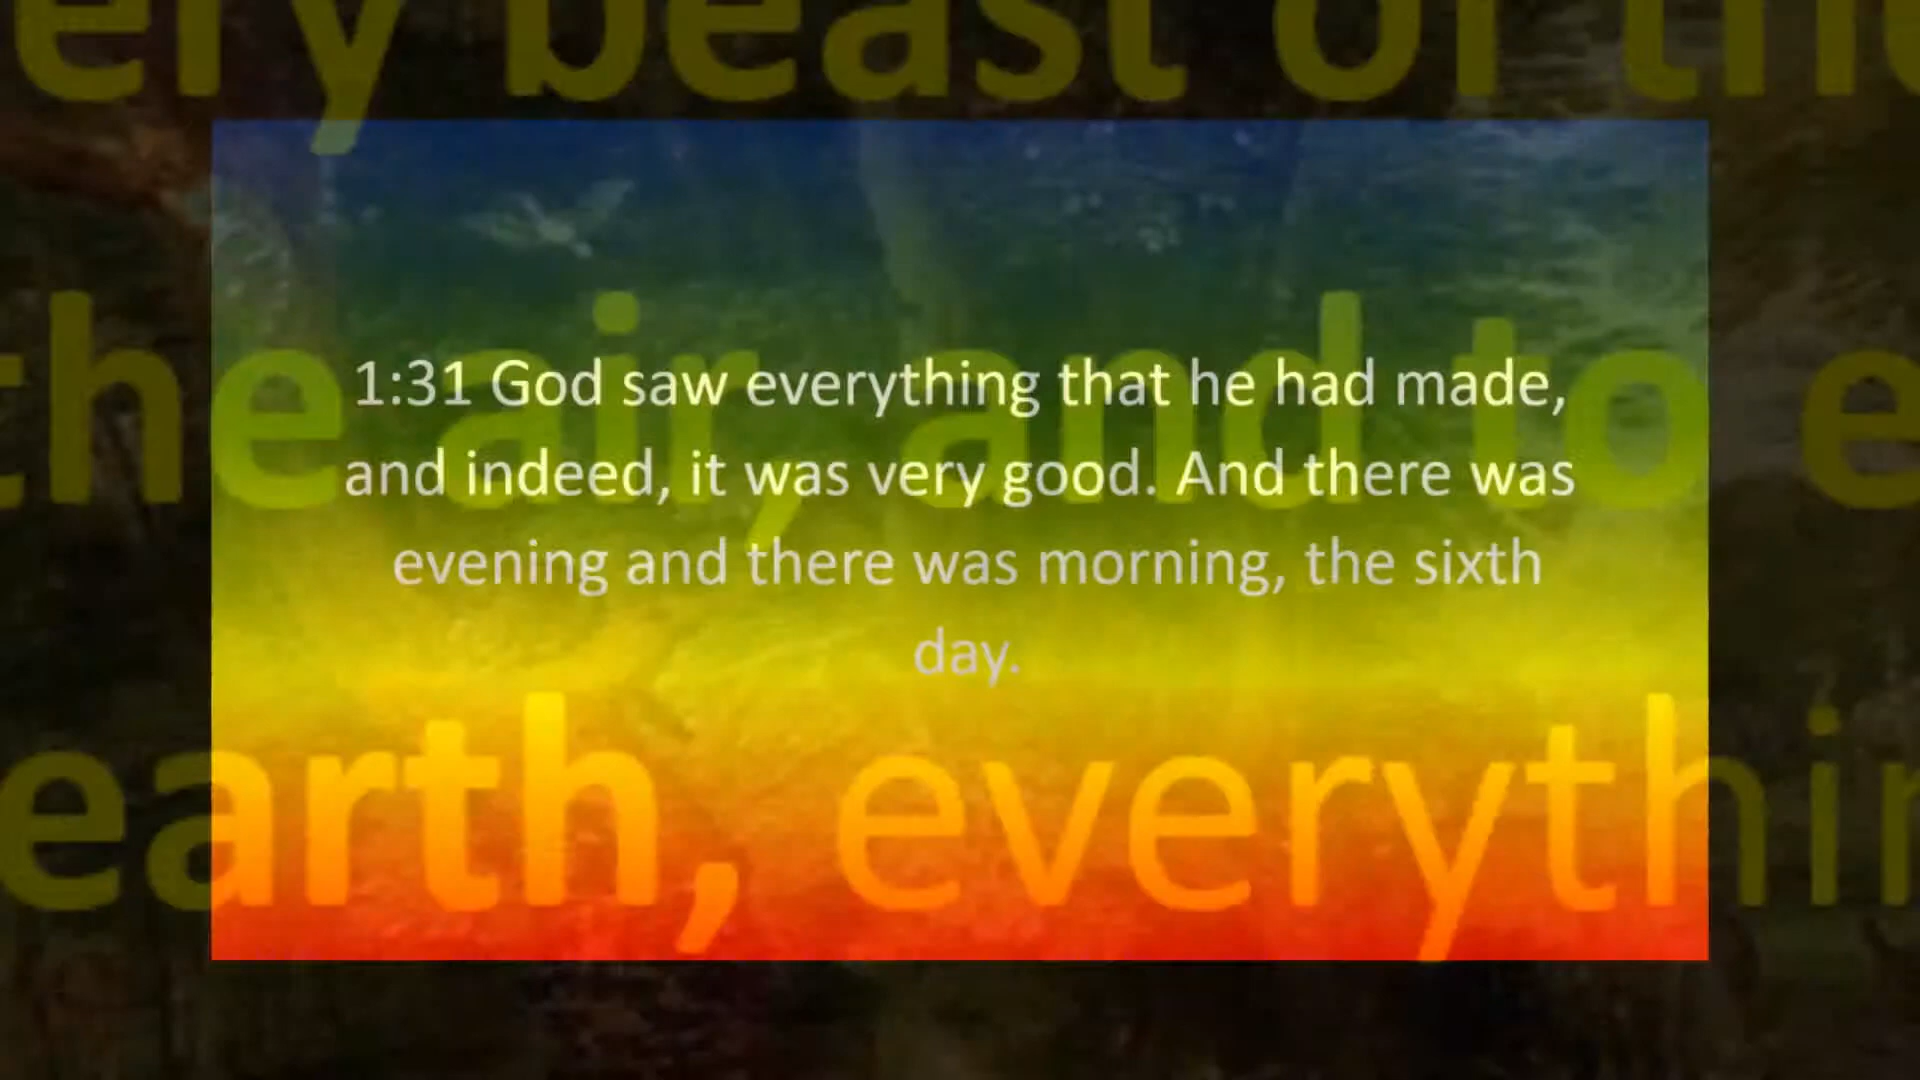 ery beast of the
1:31 God saw everything that he had made,
and indeed, it was very good. And there was
evening and there was morning, the sixth
day.
the air, and to e
earth, everythin